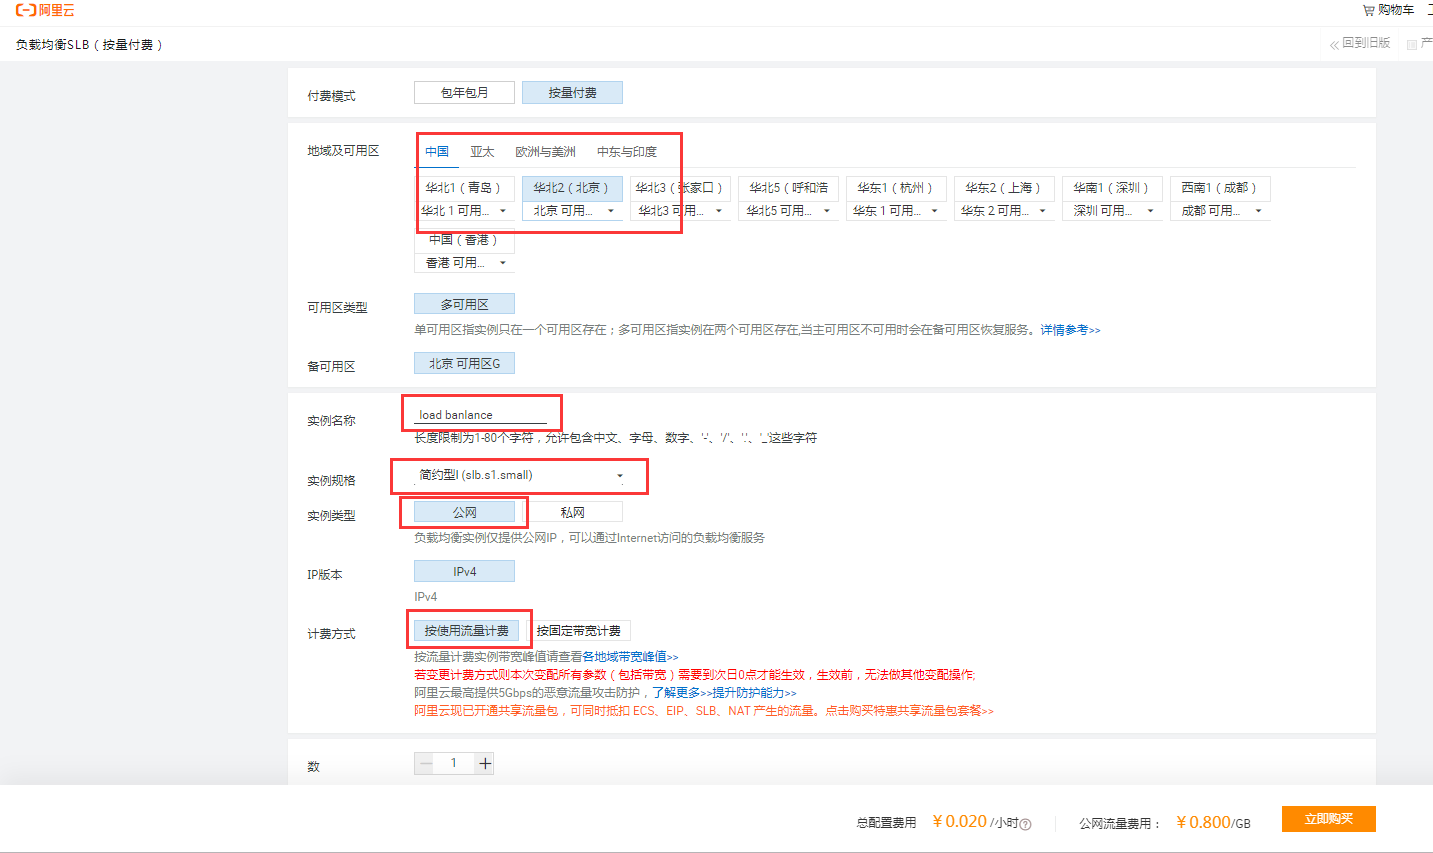 阿里云
购物车
负载均衡SLB（按量付费）
回到旧版
付费模式 包年包月 按量付费
地域及可用区 中国 亚太 欧洲与美洲 中东与印度
华北1（青岛） 华北2（北京） 华北3（张家口） 华北5（呼和浩 华东1（杭州） 华东2（上海） 华南1（深圳） 西南1（成都）
华北 1 可用... 北京 可用... 华北3 可用... 华北5 可用... 华东 1 可用... 华东 2 可用... 深圳 可用... 成都 可用...
中国（香港）
香港 可用...
可用区类型 多可用区
单可用区指实例只在一个可用区存在；多可用区指实例在两个可用区存在,当主可用区不可用时会在备可用区恢复服务。详情参考>>
备可用区 北京 可用区G
实例名称 load banlance
长度限制为1-80个字符，允许包含中文、字母、数字、'-'、'/'、'.'、'_'这些字符
实例规格 简约型I (slb.s1.small)
实例类型 公网 私网
负载均衡实例仅提供公网IP，可以通过Internet访问的负载均衡服务
IP版本 IPv4
IPv4
计费方式 按使用流量计费 按固定带宽计费
按流量计费实例带宽峰值请查看各地域带宽峰值>>
若变更计费方式则本次变配所有参数（包括带宽）需要到次日0点才能生效，生效前，无法做其他变配操作;
阿里云最高提供5Gbps的恶意流量攻击防护，了解更多>>提升防护能力>>
阿里云现已开通共享流量包，可同时抵扣 ECS、EIP、SLB、NAT 产生的流量。点击购买特惠共享流量包套餐>>
数 1
总配置费用 ¥0.020 /小时 公网流量费用： ¥0.800/GB 立即购买